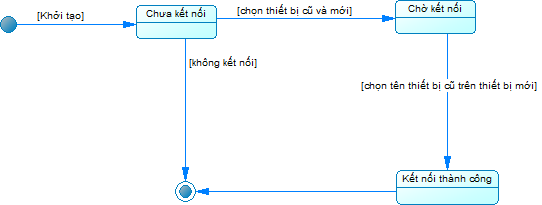 [Khởi tạo]
Chưa kết nối
[chọn thiết bị cũ và mới]
Chờ kết nối
[không kết nối]
[chọn tên thiết bị cũ trên thiết bị mới]
Kết nối thành công